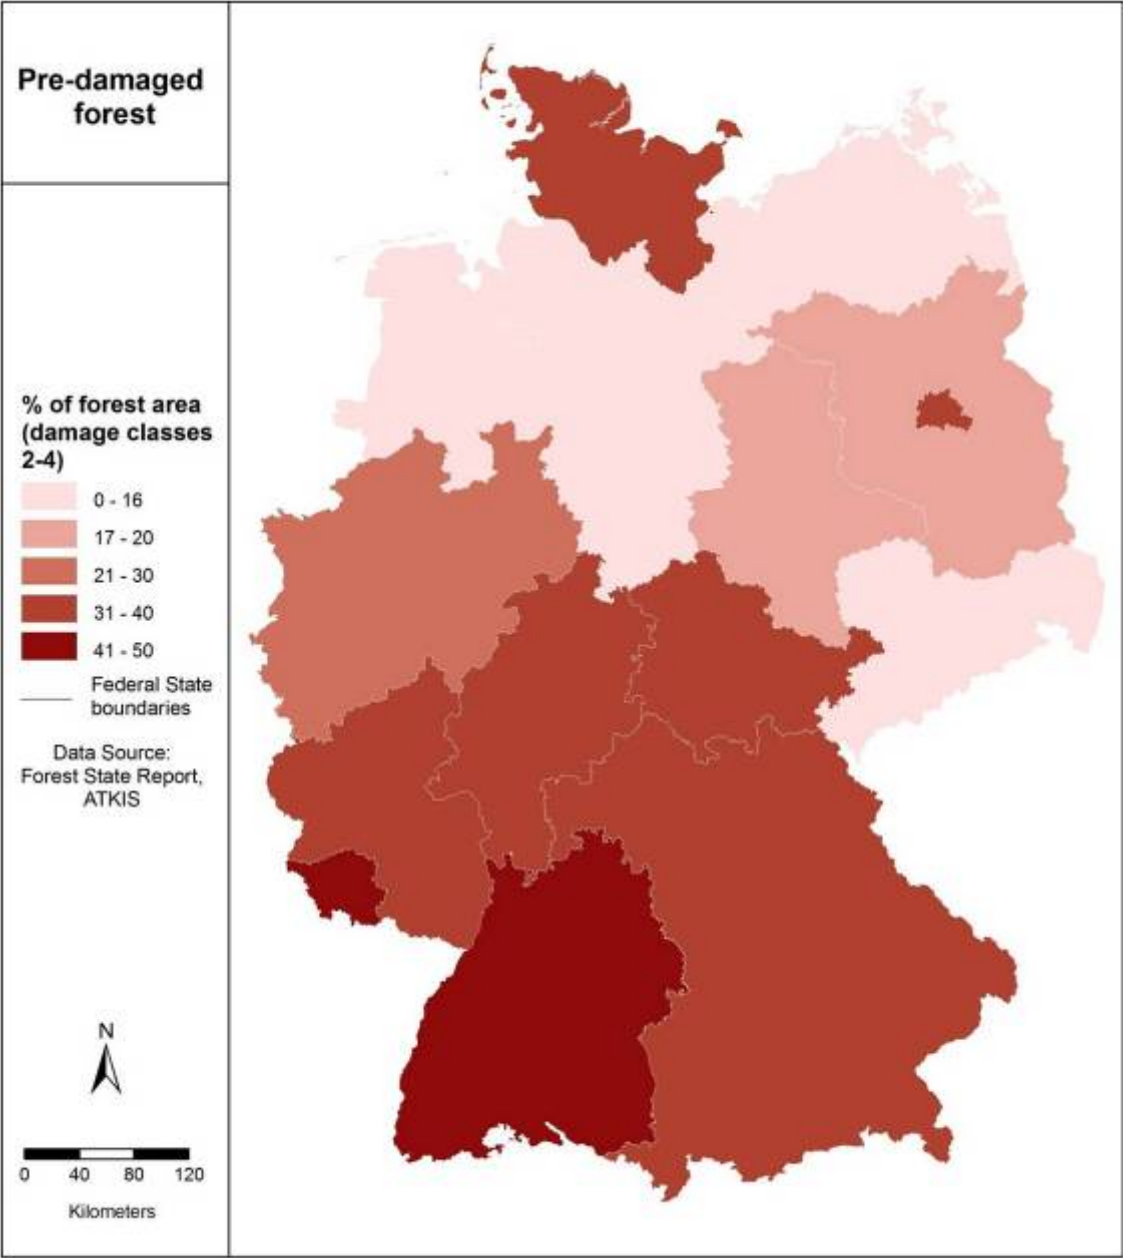 Pre-damaged
forest
% of forest area
(damage classes
2-4)
0 - 16
17 - 20
21 - 30
31 - 40
41 - 50
Federal State
boundaries
Data Source:
Forest State Report,
ATKIS
N
0 40 80 120
Kilometers